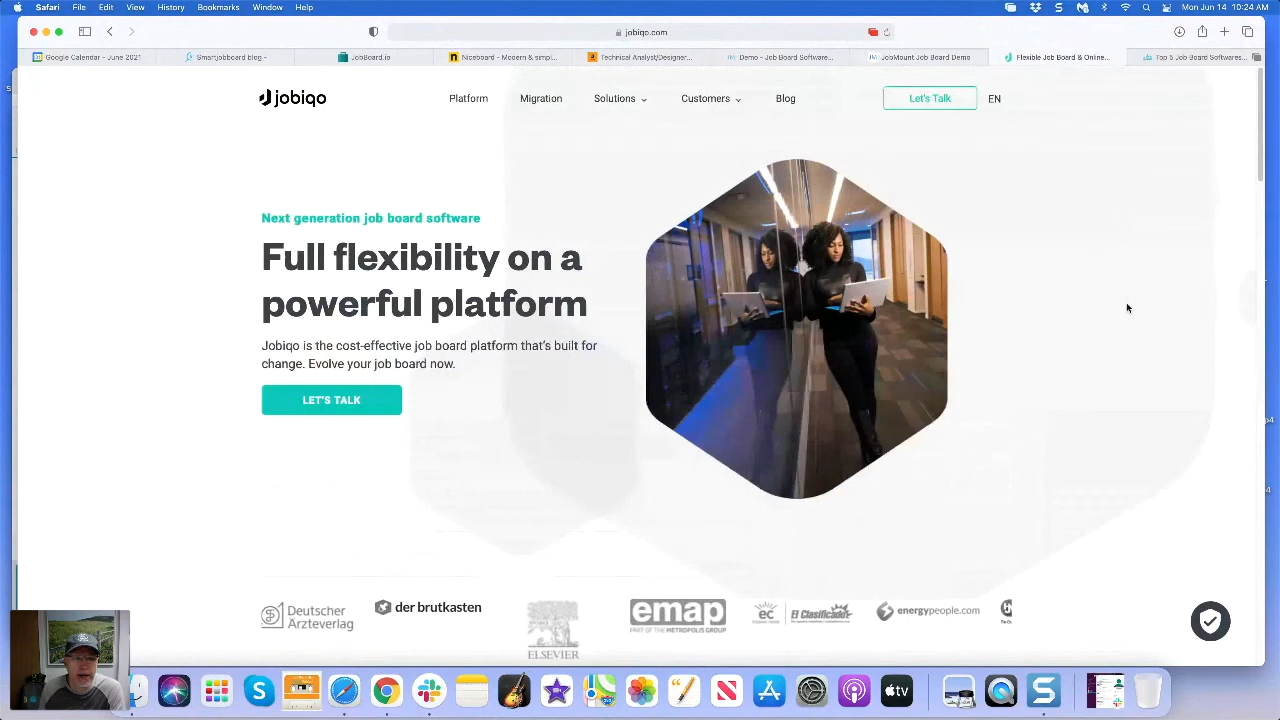 Safari File Edit View History Bookmarks Window Help
Mon Jun 14 10:24 AM
jobiqo.com
Google Calendar - June 2021
Smartjobboard blog -
JobBoard.io
Niceboard - Modern & simpl...
Technical Analyst/Designer...
Demo - Job Board Software...
JobMount Job Board Demo
Flexible Job Board & Online...
Top 5 Job Board Softwares...
jobiqo
Platform
Migration
Solutions
Customers
Blog
Let's Talk
EN
Next generation job board software
Full flexibility on a
powerful platform
Jobiqo is the cost-effective job board platform that's built for
change. Evolve your job board now.
LET'S TALK
Deutscher
Ärzteverlag
der brutkasten
ELSEVIER
emap
PART OF THE METROPOLIS GROUP
ec
El Clasificado
energypeople.com
tv